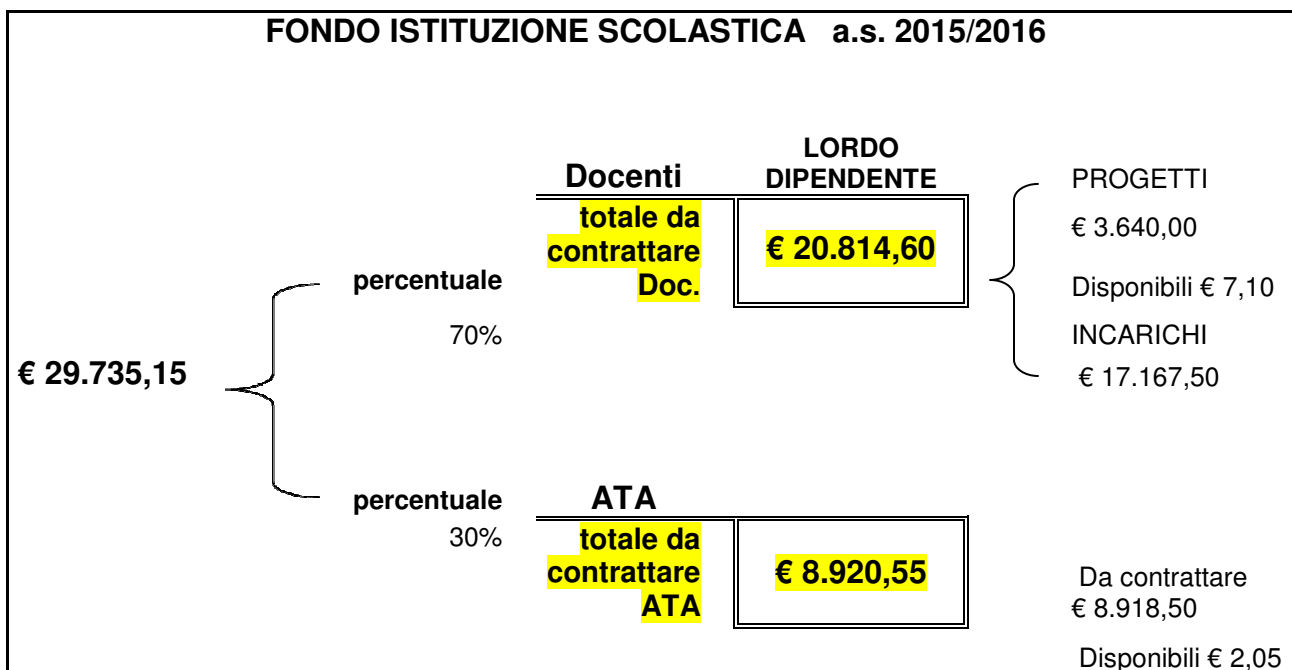 FONDO ISTITUZIONE SCOLASTICA a.s. 2015/2016
€ 29.735,15
percentuale
70%
Docenti
LORDO
DIPENDENTE
totale da
contrattare
Doc.
€ 20.814,60
PROGETTI
€ 3.640,00
Disponibili € 7,10
INCARICHI
€ 17.167,50
percentuale
30%
ATA
totale da
contrattare
ATA
€ 8.920,55
Da contrattare
€ 8.918,50
Disponibili € 2,05